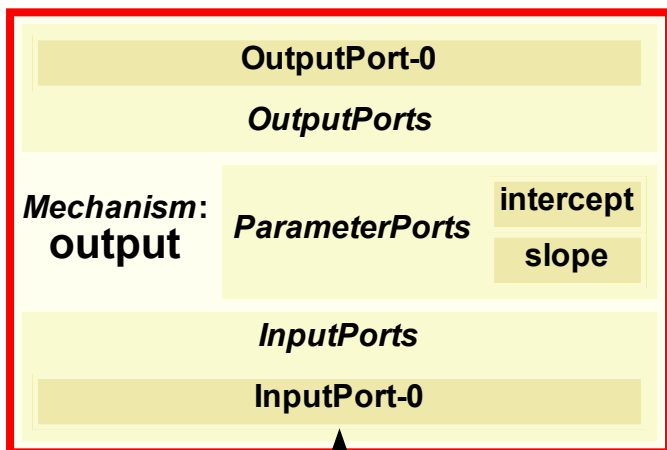 OutputPort-0
OutputPorts
Mechanism:
output
ParameterPorts
intercept
slope
InputPorts
InputPort-0